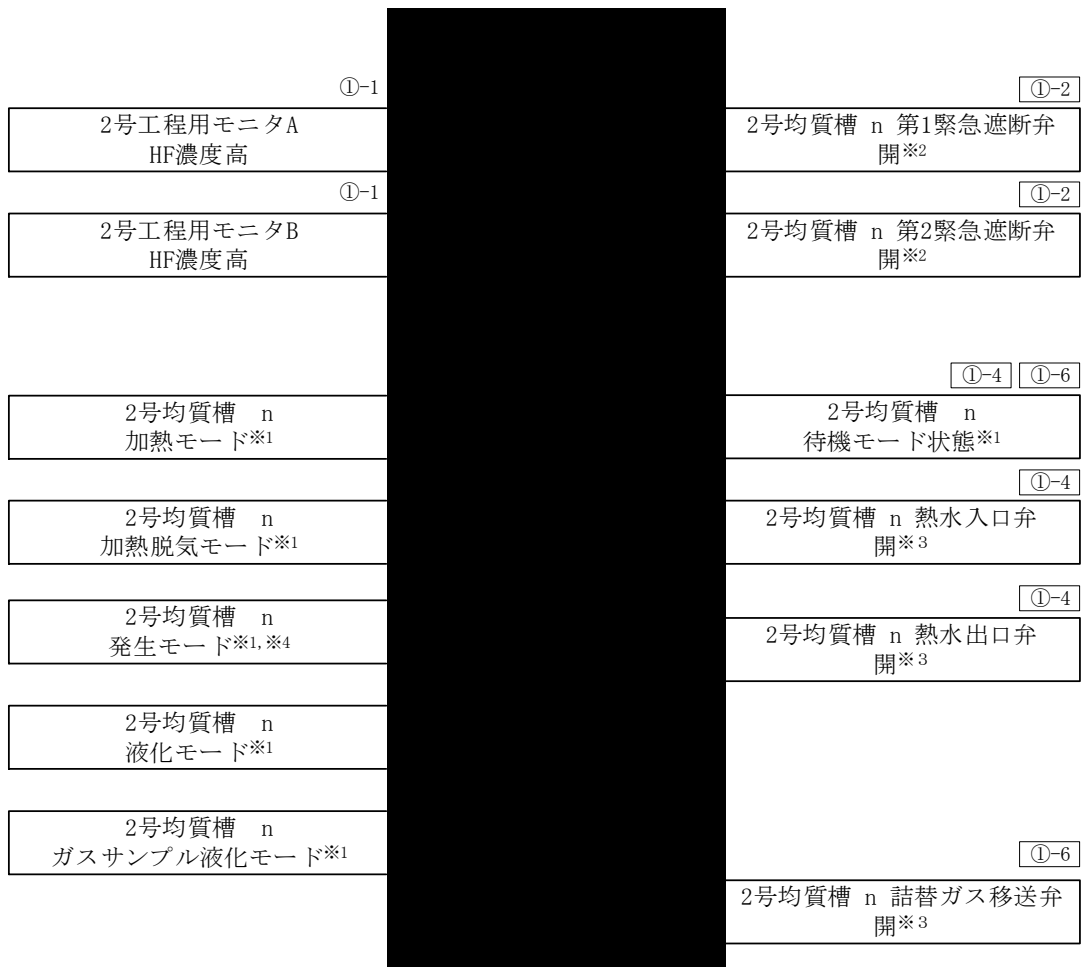 ①-1
2号工程用モニタA
HF濃度高
①-1
2号工程用モニタB
HF濃度高
2号均質槽 n
加熱モード※1
2号均質槽 n
加熱脱気モード※1
2号均質槽 n
発生モード※1,※4
2号均質槽 n
液化モード※1
2号均質槽 n
ガスサンプル液化モード※1
①-2
2号均質槽 n 第1緊急遮断弁
開※2
①-2
2号均質槽 n 第2緊急遮断弁
開※2
①-4 ①-6
2号均質槽 n
待機モード状態※1
①-4
2号均質槽 n 熱水入口弁
開※3
①-4
2号均質槽 n 熱水出口弁
開※3
①-6
2号均質槽 n 詰替ガス移送弁
開※3